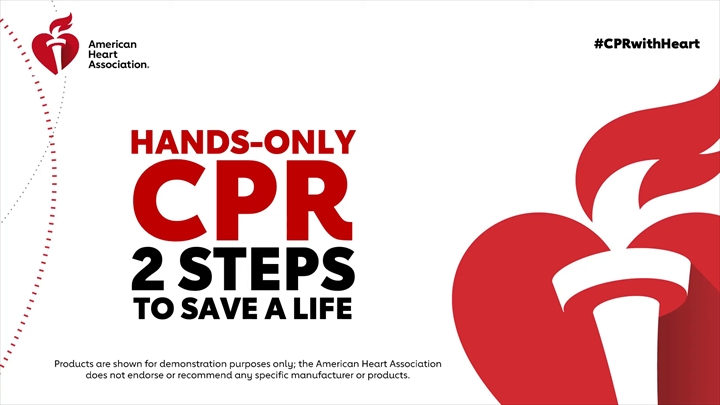 American
Heart
Association.
#CPRwithHeart
HANDS-ONLY
CPR
2 STEPS
TO SAVE A LIFE
Products are shown for demonstration purposes only; the American Heart Association
does not endorse or recommend any specific manufacturer or products.